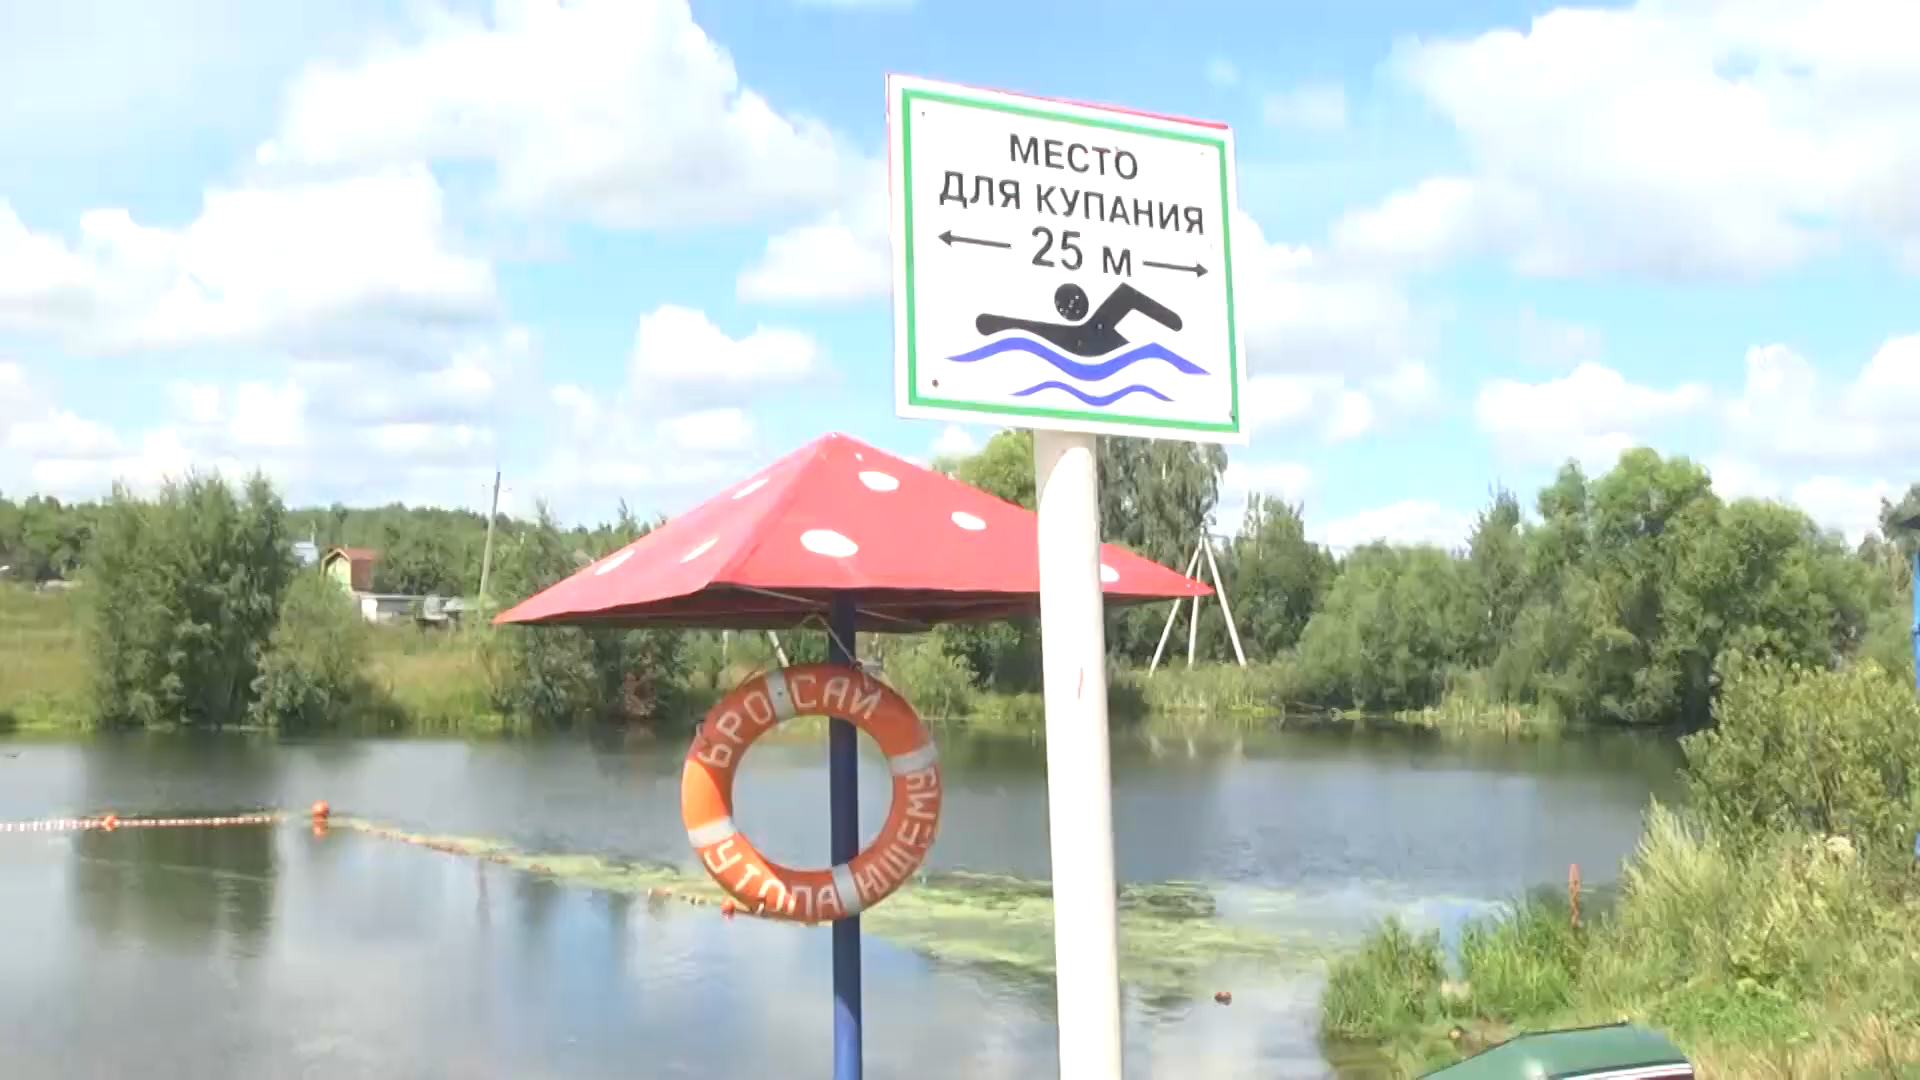 МЕСТО
ДЛЯ КУПАНИЯ
25 м
БРОСАЙ
УТОПАЮЩЕМУ